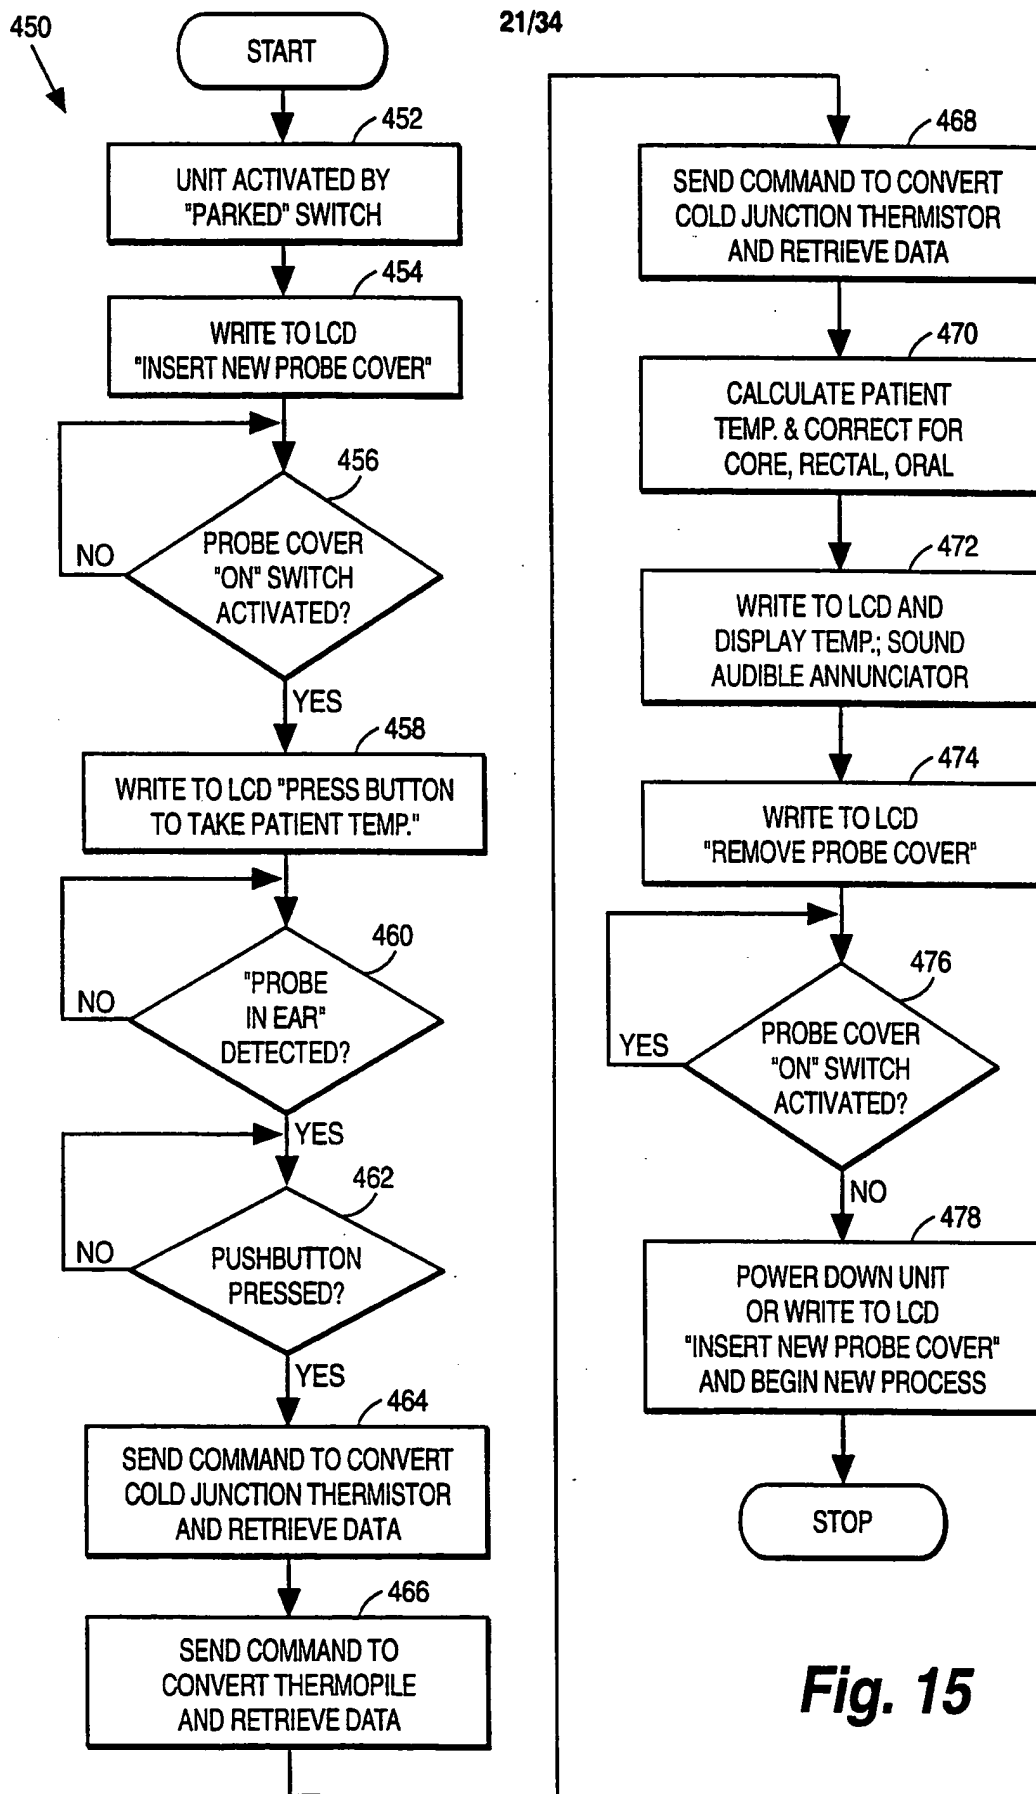 450
21/34
START
452
UNIT ACTIVATED BY
"PARKED" SWITCH
454
WRITE TO LCD
"INSERT NEW PROBE COVER"
456
PROBE COVER
"ON" SWITCH
ACTIVATED?
NO
YES
458
WRITE TO LCD "PRESS BUTTON
TO TAKE PATIENT TEMP."
460
"PROBE
IN EAR"
DETECTED?
NO
YES
462
PUSHBUTTON
PRESSED?
NO
YES
464
SEND COMMAND TO CONVERT
COLD JUNCTION THERMISTOR
AND RETRIEVE DATA
466
SEND COMMAND TO
CONVERT THERMOPILE
AND RETRIEVE DATA
468
SEND COMMAND TO CONVERT
COLD JUNCTION THERMISTOR
AND RETRIEVE DATA
470
CALCULATE PATIENT
TEMP. & CORRECT FOR
CORE, RECTAL, ORAL
472
WRITE TO LCD AND
DISPLAY TEMP.; SOUND
AUDIBLE ANNUNCIATOR
474
WRITE TO LCD
"REMOVE PROBE COVER"
476
PROBE COVER
"ON" SWITCH
ACTIVATED?
YES
NO
478
POWER DOWN UNIT
OR WRITE TO LCD
"INSERT NEW PROBE COVER"
AND BEGIN NEW PROCESS
STOP
Fig. 15